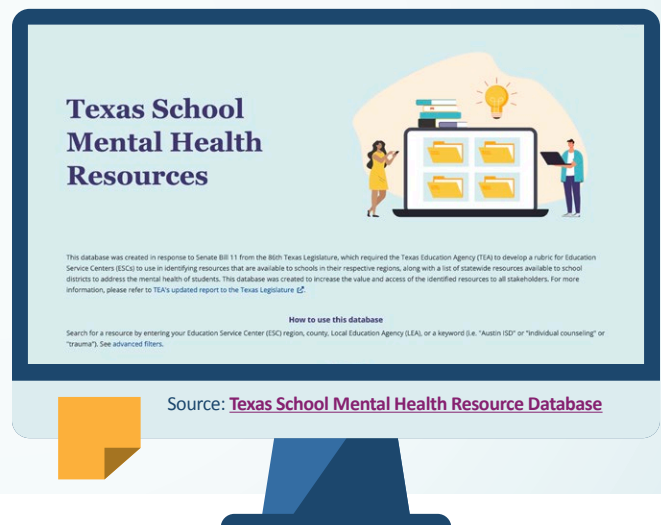 Texas School
Mental Health
Resources
This database was created in response to Senate Bill 11 from the 86th Texas Legislature, which required the Texas Education Agency (TEA) to develop a rubric for Education
Service Centers (ESCs) to use in identifying resources that are available to schools in their respective regions, along with a list of statewide resources available to school
districts to address the mental health of students. This database was created to increase the value and access of the identified resources to all stakeholders. For more
information, please refer to TEA's updated report to the Texas Legislature.
How to use this database
Search for a resource by entering your Education Service Center (ESC) region, county, Local Education Agency (LEA), or a keyword (i.e. "Austin ISD" or "individual counseling" or
"trauma"). See advanced filters.
Source: Texas School Mental Health Resource Database